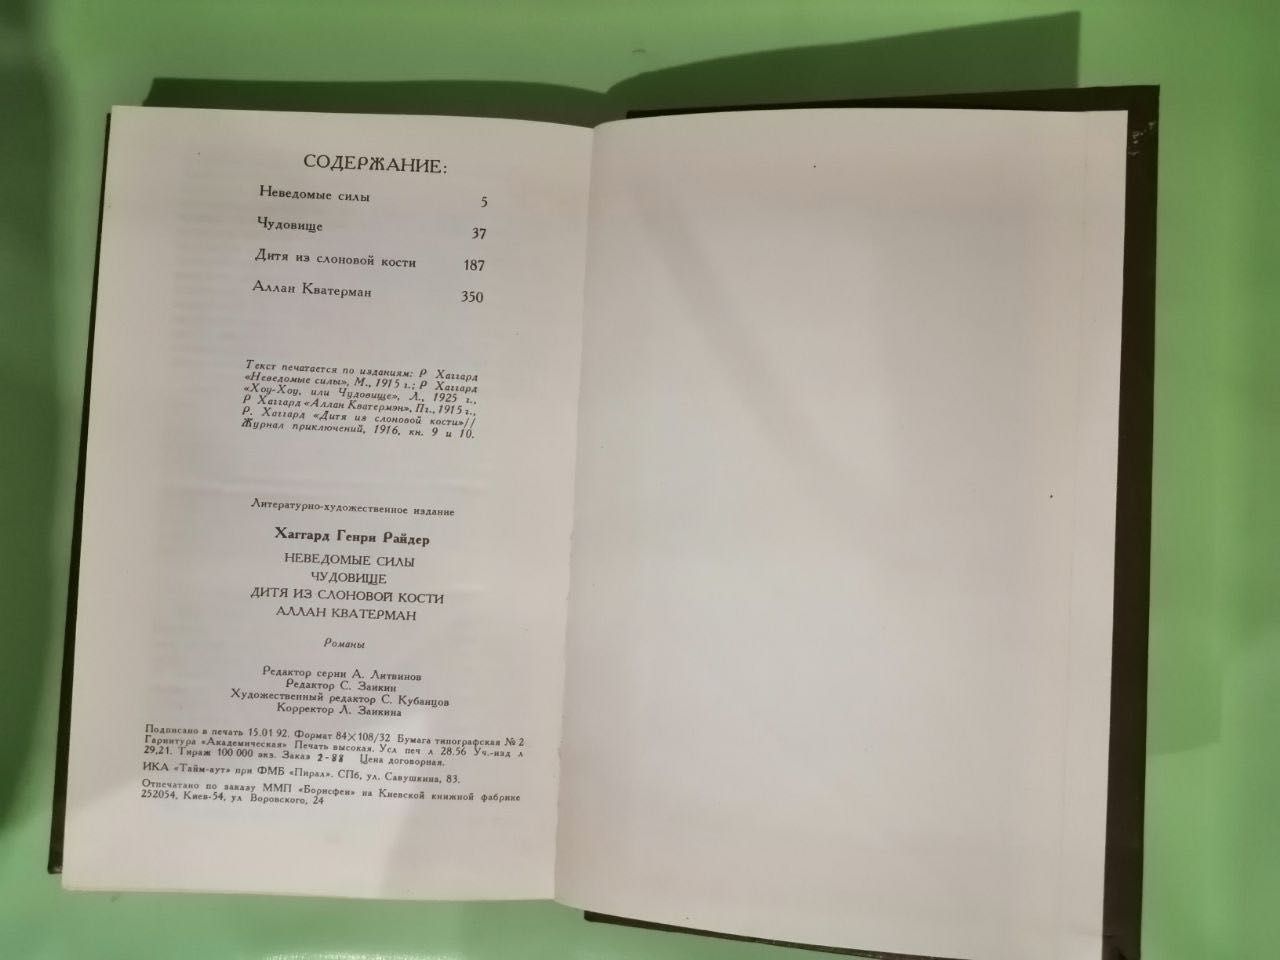 СОДЕРЖАНИЕ:
Неведомые силы 5
Чудовище 37
Дитя из слоновой кости 187
Аллан Кватерман 350
Текст печатается по изданиям: Р Хаггард
«Неведомые силы», М., 1915 г.; Р Хаггард
«Хоу-Хоу, или Чудовище», Л., 1925 г.,
Р Хаггард «Аллан Кватермэн», Пг., 1915 г.,
Р. Хаггард «Дитя из слоновой кости»//
Журнал приключений, 1916, кн. 9 и 10.
Литературно-художественное издание
Хаггард Генри Райдер
НЕВЕДОМЫЕ СИЛЫ
ЧУДОВИЩЕ
ДИТЯ ИЗ СЛОНОВОЙ КОСТИ
АЛЛАН КВАТЕРМАН
Романы
Редактор серии А. Литвинов
Редактор С. Заикин
Художественный редактор С. Кубанцов
Корректор Л. Заикина
Подписано в печать 15.01 92. Формат 84×108/32 Бумага типографская № 2
Гарнитура «Академическая» Печать высокая. Усл печ л 28.56 Уч.-изд л
29,21. Тираж 100 000 экз. Заказ 2-88 Цена договорная.
ИКА «Тайм-аут» при ФМБ «Пирал». СПб, ул. Савушкина, 83.
Отпечатано по заказу ММП «Борисфен» на Киевской книжной фабрике
252054, Киев-54, ул Воровского, 24